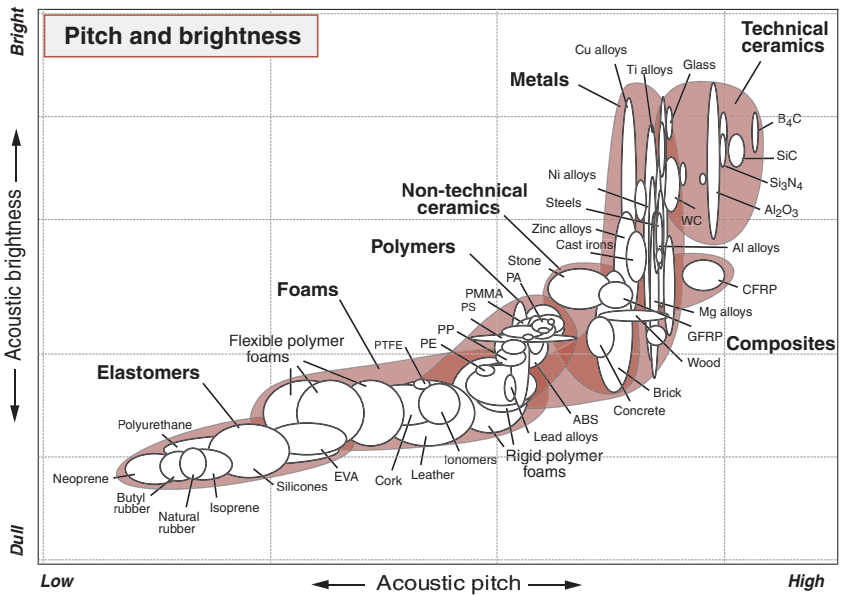 Bright
Pitch and brightness
Technical
ceramics
Cu alloys
Ti alloys
Glass
Metals
B4C
SiC
Si3N4
Al2O3
WC
Ni alloys
Steels
Zinc alloys
Cast irons
Al alloys
Non-technical
ceramics
Polymers
Stone
PA
PMMA
PS
PP
PE
PTFE
CFRP
Mg alloys
GFRP
Composites
Wood
Brick
Concrete
ABS
Lead alloys
Rigid polymer
foams
Ionomers
Leather
Cork
EVA
Silicones
Foams
Flexible polymer
foams
Elastomers
Polyurethane
Neoprene
Butyl
rubber
Natural
rubber
Isoprene
Acoustic brightness
Dull
Low
Acoustic pitch
High